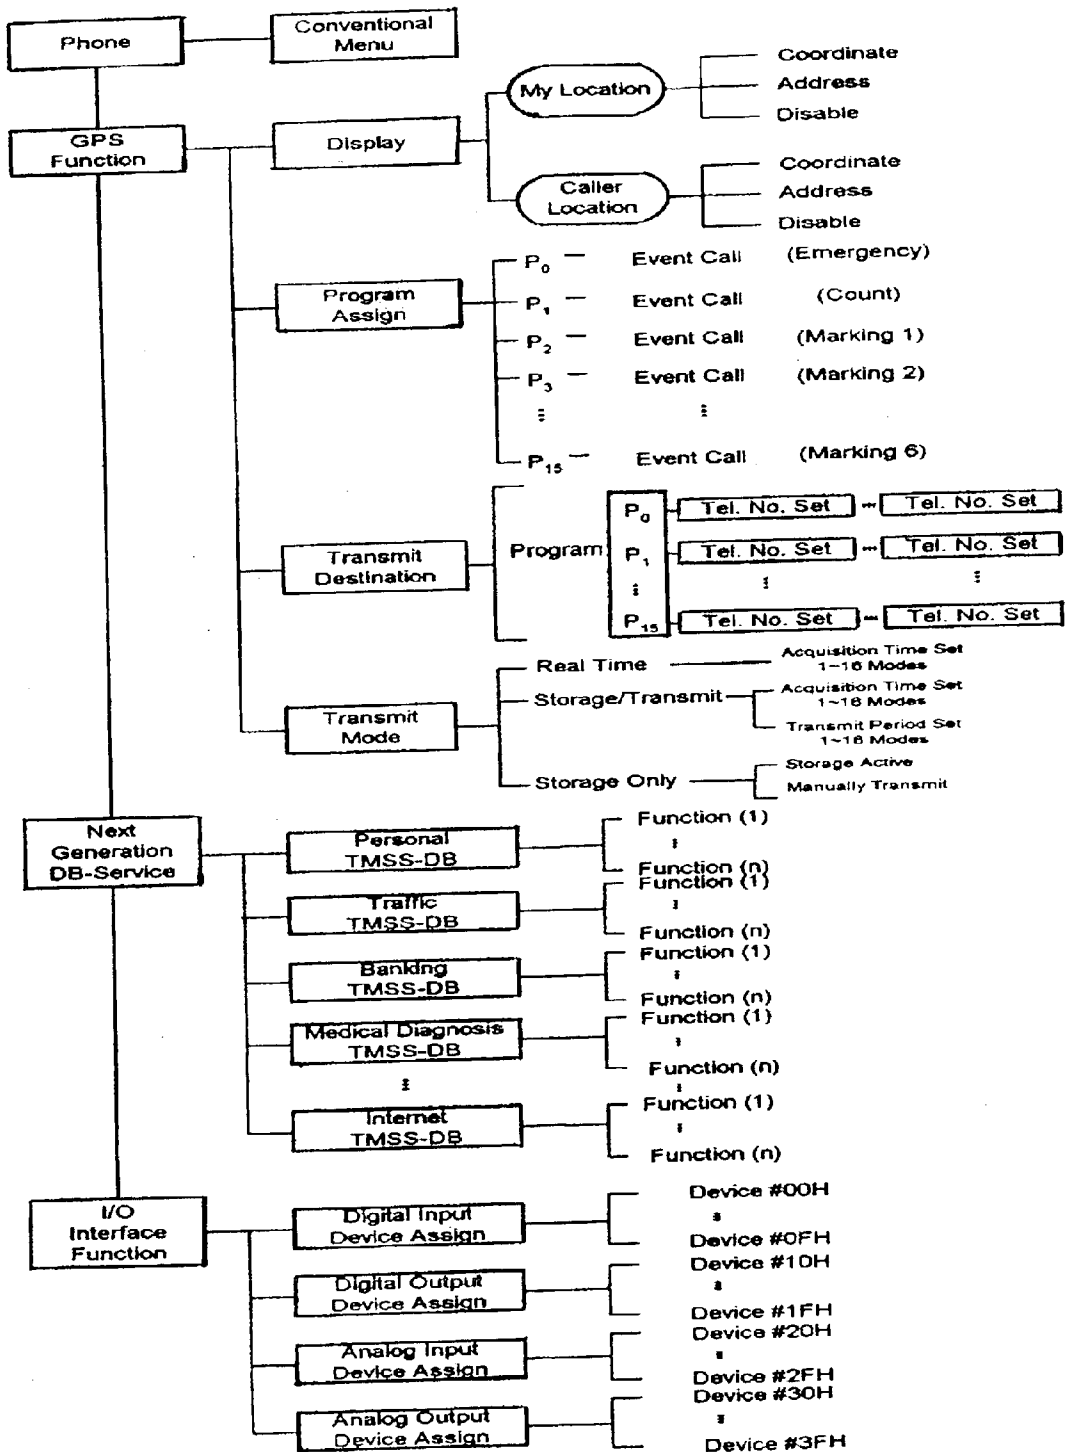 Phone
Conventional
Menu
GPS
Function
Display
My Location
Coordinate
Address
Disable
Caller
Location
Coordinate
Address
Disable
Program
Assign
P0 — Event Call (Emergency)
P1 — Event Call (Count)
P2 — Event Call (Marking 1)
P3 — Event Call (Marking 2)
P15 — Event Call (Marking 6)
Transmit
Destination
Program
P0 Tel. No. Set --- Tel. No. Set
P1 Tel. No. Set --- Tel. No. Set
P15 Tel. No. Set --- Tel. No. Set
Transmit
Mode
Real Time
Acquisition Time Set
1~16 Modes
Storage/Transmit
Acquisition Time Set
1~16 Modes
Transmit Period Set
1~16 Modes
Storage Only
Storage Active
Manually Transmit
Next
Generation
DB-Service
Personal
TMSS-DB
Function (1)
Function (n)
Traffic
TMSS-DB
Function (1)
Function (n)
Banking
TMSS-DB
Function (1)
Function (n)
Medical Diagnosis
TMSS-DB
Function (1)
Function (n)
Internet
TMSS-DB
Function (1)
Function (n)
I/O
Interface
Function
Digital Input
Device Assign
Device #00H
Device #0FH
Digital Output
Device Assign
Device #10H
Device #1FH
Analog Input
Device Assign
Device #20H
Device #2FH
Analog Output
Device Assign
Device #30H
Device #3FH